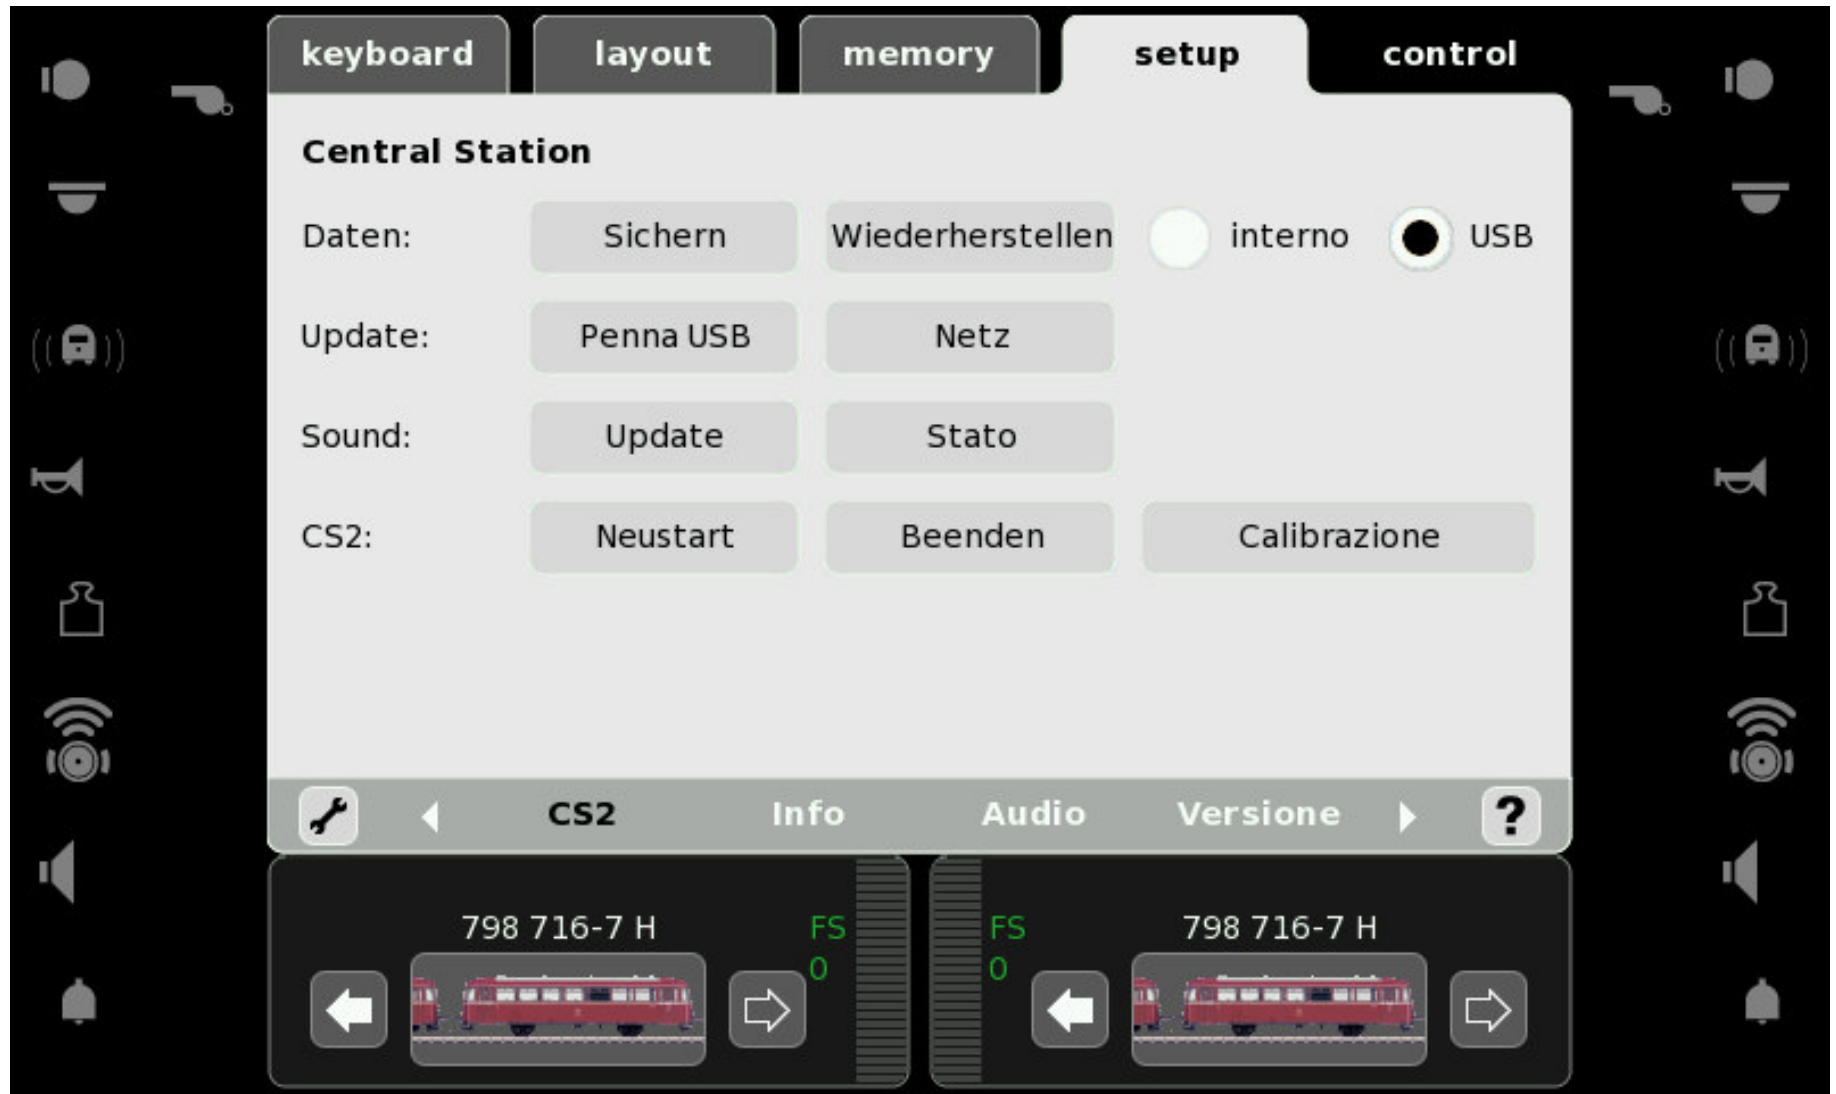 keyboard layout memory setup control
Central Station
Daten: Sichern Wiederherstellen interno USB
Update: Penna USB Netz
Sound: Update Stato
CS2: Neustart Beenden Calibrazione
CS2 Info Audio Versione ?
798 716-7 H FS FS 798 716-7 H
0 0